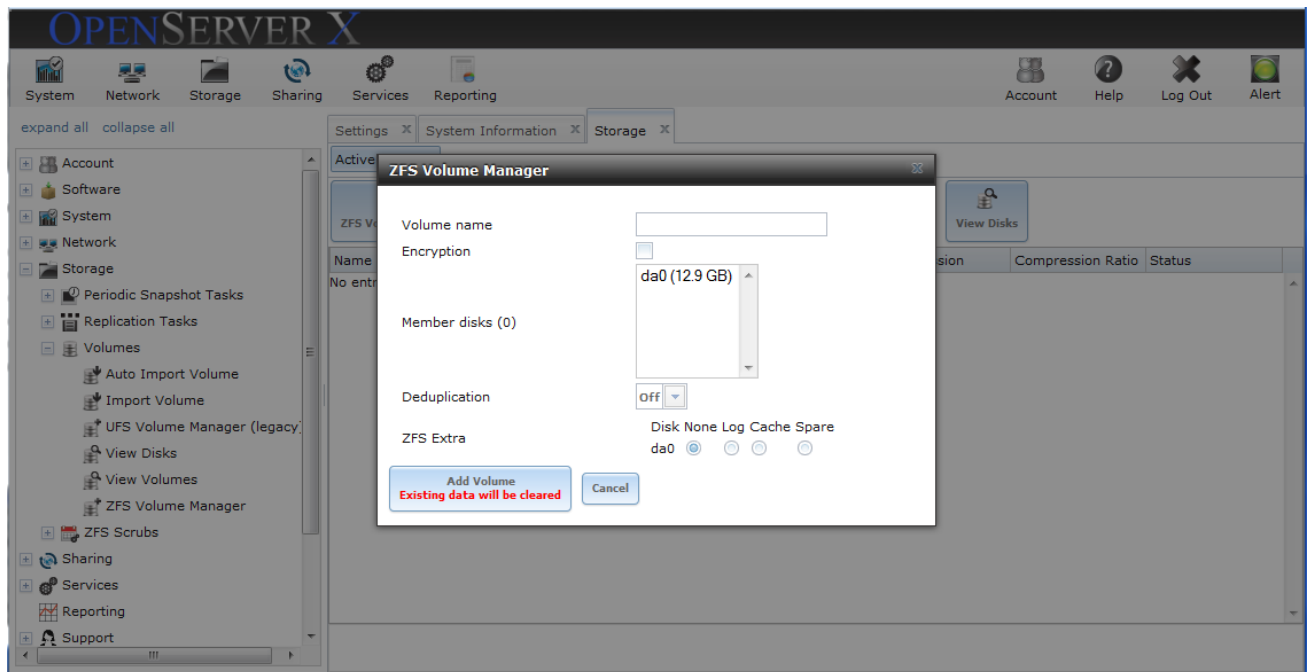 OPENSERVER X
System Network Storage Sharing Services Reporting Account Help Log Out Alert
expand all collapse all
Settings X System Information X Storage X
Account
Software
System
Network
Storage
Periodic Snapshot Tasks
Replication Tasks
Volumes
Auto Import Volume
Import Volume
UFS Volume Manager (legacy)
View Disks
View Volumes
ZFS Volume Manager
ZFS Scrubs
Sharing
Services
Reporting
Support
Active
ZFS
View Disks
Name Compression Ratio Status
No
ZFS Volume Manager
Volume name
Encryption
da0 (12.9 GB)
Member disks (0)
Deduplication
Off
ZFS Extra
Disk None Log Cache Spare
da0
Add Volume
Existing data will be cleared
Cancel